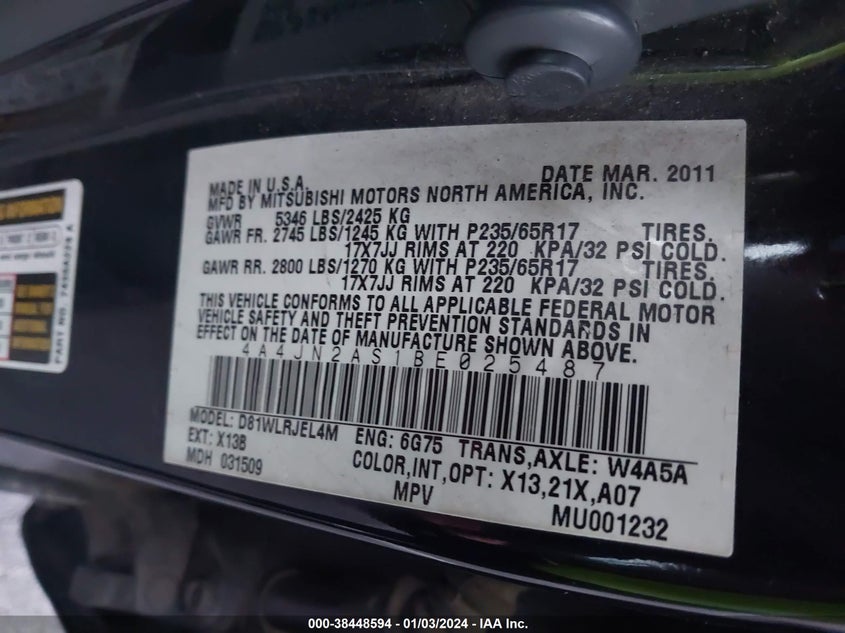 MADE IN U.S.A. DATE MAR. 2011
MFD BY MITSUBISHI MOTORS NORTH AMERICA, INC.
GVWR 5346 LBS/2425 KG
GAWR FR. 2745 LBS/1245 KG WITH P235/65R17 TIRES.
17X7JJ RIMS AT 220 KPA/32 PSI COLD.
GAWR RR. 2800 LBS/1270 KG WITH P235/65R17 TIRES.
17X7JJ RIMS AT 220 KPA/32 PSI COLD.
THIS VEHICLE CONFORMS TO ALL APPLICABLE FEDERAL MOTOR
VEHICLE SAFETY AND THEFT PREVENTION STANDARDS IN
EFFECT ON THE DATE OF MANUFACTURE SHOWN ABOVE.
4A4JN2AS1BE025487
MODEL: D81WLRJEL4M ENG: 6G75 TRANS,AXLE: W4A5A
EXT: X13B COLOR,INT,OPT: X13,21X,A07
MDH 031509 MPV MU001232
PART NO.
000-38448594 — 01/03/2024 — IAA Inc.